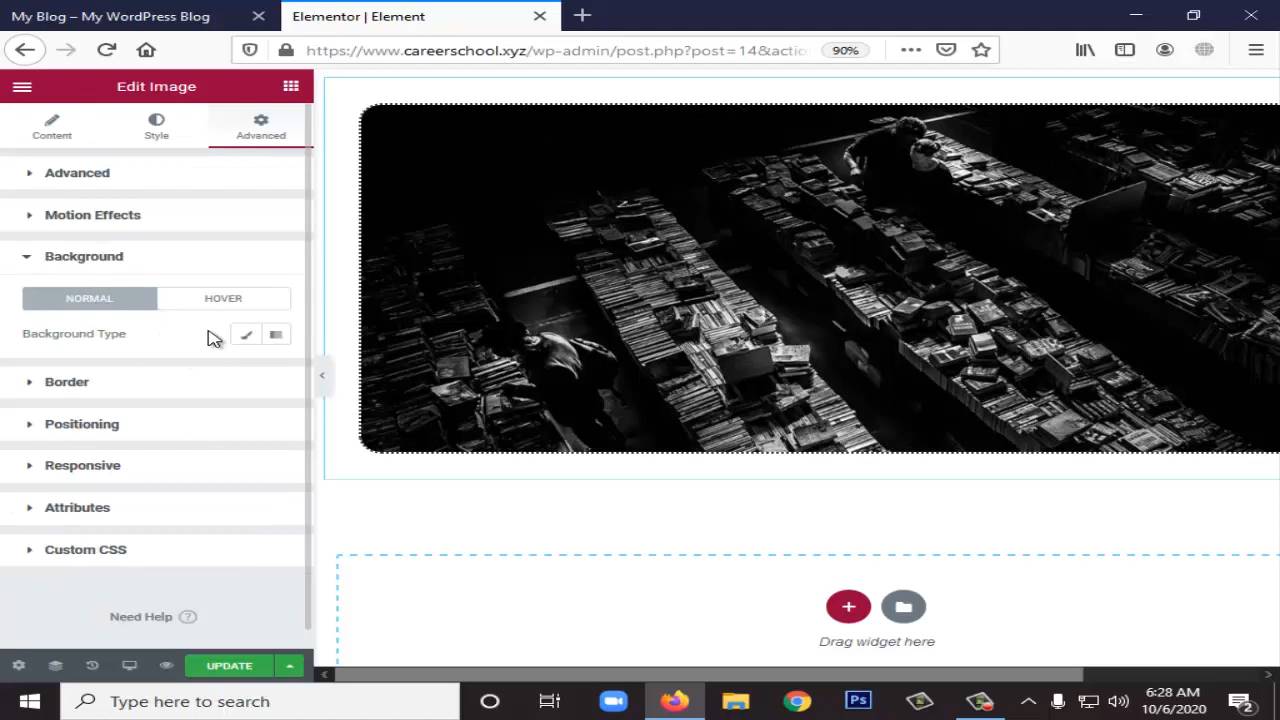 My Blog – My WordPress Blog
Elementor | Element
https://www.careerschool.xyz/wp-admin/post.php?post=14&actio
90%
Edit Image
Content
Style
Advanced
Advanced
Motion Effects
Background
NORMAL
HOVER
Background Type
Border
Positioning
Responsive
Attributes
Custom CSS
Need Help ?
UPDATE
Drag widget here
Type here to search
Ps
6:28 AM
10/6/2020
2